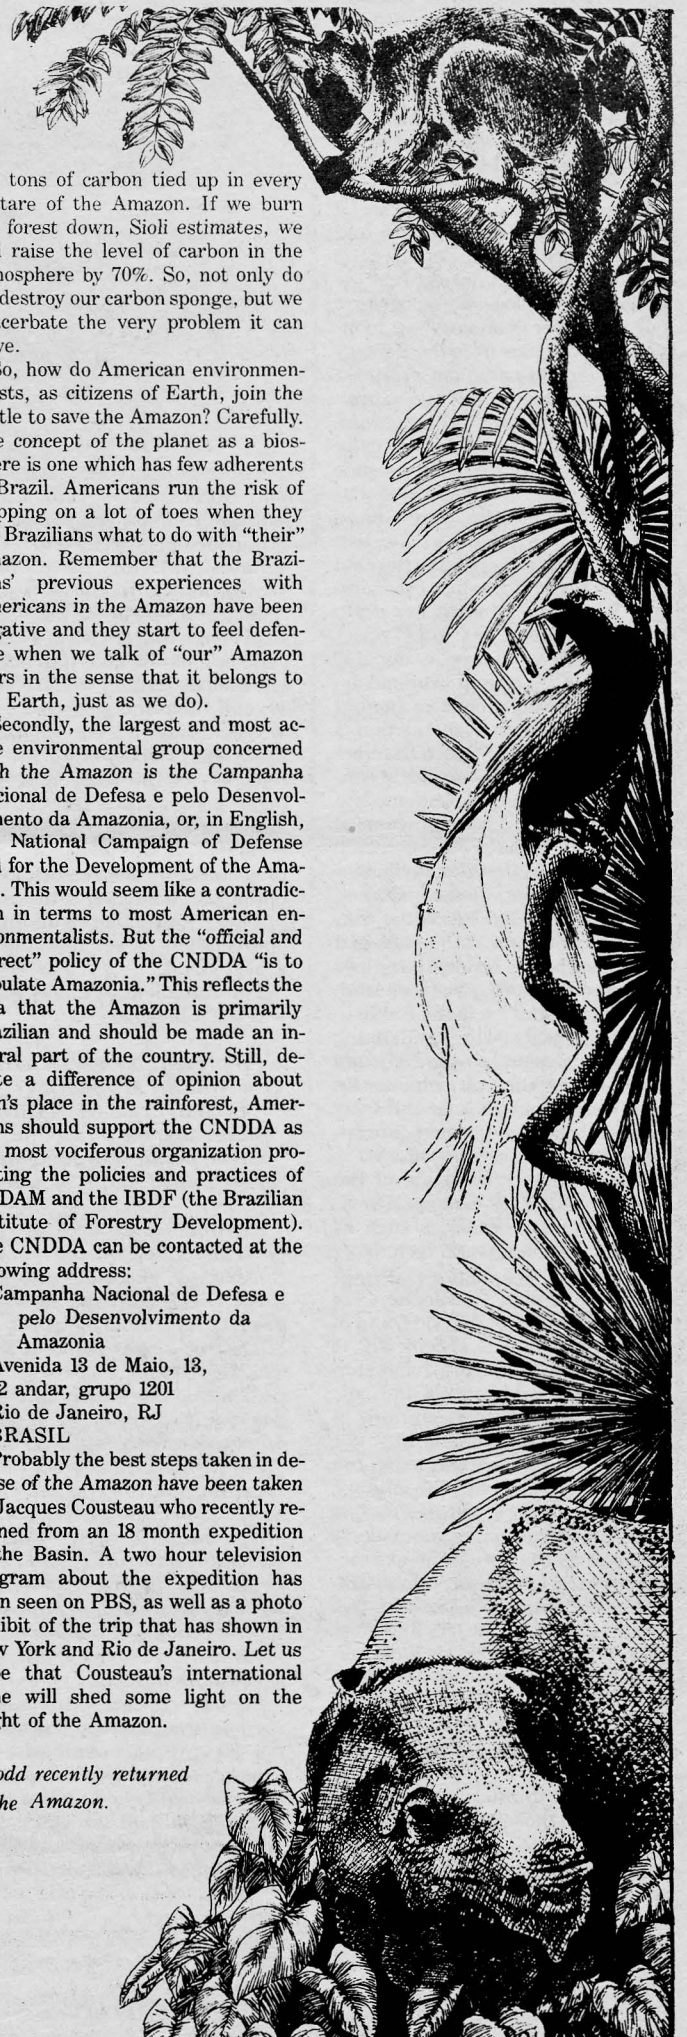 tons of carbon tied up in every
tare of the Amazon. If we burn
forest down, Sioli estimates, we
l raise the level of carbon in the
nosphere by 70%. So, not only do
destroy our carbon sponge, but we
acerbate the very problem it can
ve.
So, how do American environmen-
sts, as citizens of Earth, join the
tle to save the Amazon? Carefully.
e concept of the planet as a bios-
ere is one which has few adherents
Brazil. Americans run the risk of
pping on a lot of toes when they
Brazilians what to do with “their”
azon. Remember that the Brazi-
ns' previous experiences with
ericans in the Amazon have been
gative and they start to feel defen-
e when we talk of “our” Amazon
rs in the sense that it belongs to
Earth, just as we do).
Secondly, the largest and most ac-
e environmental group concerned
h the Amazon is the Campanha
cional de Defesa e pelo Desenvol-
nento da Amazonia, or, in English,
National Campaign of Defense
l for the Development of the Ama-
. This would seem like a contradic-
n in terms to most American en-
onmentalists. But the “official and
rect” policy of the CNDDA “is to
pulate Amazonia.” This reflects the
a that the Amazon is primarily
azilian and should be made an in-
ral part of the country. Still, de-
te a difference of opinion about
n's place in the rainforest, Amer-
ns should support the CNDDA as
most vociferous organization pro-
ting the policies and practices of
DAM and the IBDF (the Brazilian
titute of Forestry Development).
e CNDDA can be contacted at the
owing address:
Campanha Nacional de Defesa e
pelo Desenvolvimento da
Amazonia
Avenida 13 de Maio, 13,
2 andar, grupo 1201
Rio de Janeiro, RJ
BRASIL
Probably the best steps taken in de-
se of the Amazon have been taken
Jacques Cousteau who recently re-
ned from an 18 month expedition
the Basin. A two hour television
gram about the expedition has
n seen on PBS, as well as a photo
ibit of the trip that has shown in
w York and Rio de Janeiro. Let us
e that Cousteau's international
e will shed some light on the
ht of the Amazon.
odd recently returned
he Amazon.